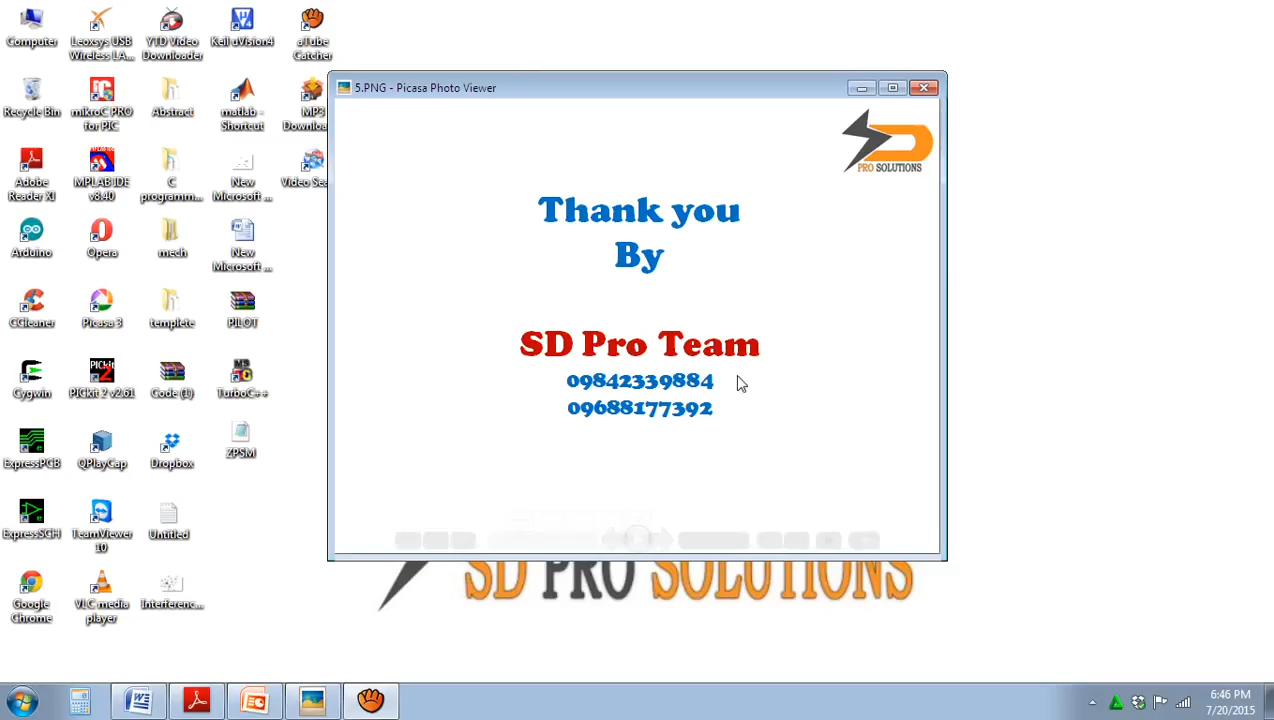 Computer
Leoxsys USB
Wireless LA...
YTD Video
Downloader
Keil uVision4
aTube
Catcher
Recycle Bin
mikroC PRO
for PIC
Abstract
matlab -
Shortcut
MP3
Downloa...
Adobe
Reader XI
MPLAB IDE
v8.40
C
programm...
New
Microsoft ...
Video Sea
Arduino
Opera
mech
New
Microsoft ...
CCleaner
Picasa 3
templete
PILOT
Cygwin
PICkit 2 v2.61
Code (1)
TurboC++
ExpressPCB
QPlayCap
Dropbox
ZPSM
ExpressSCH
TeamViewer
10
Untitled
Google
Chrome
VLC media
player
Interferenc...
5.PNG - Picasa Photo Viewer
PRO SOLUTIONS
Thank you
By
SD Pro Team
09842339884
09688177392
SD PRO SOLUTIONS
6:46 PM
7/20/2015